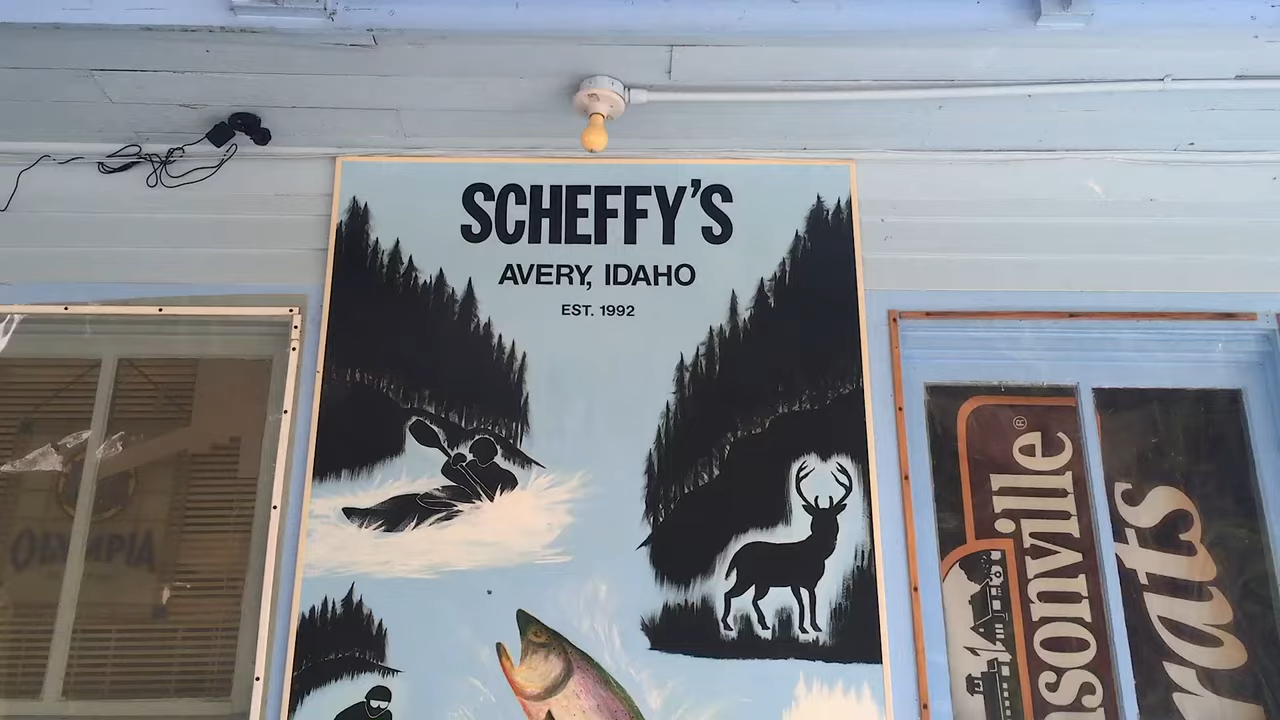 SCHEFFY'S
AVERY, IDAHO
EST. 1992
OLYMPIA
sonville®
rats